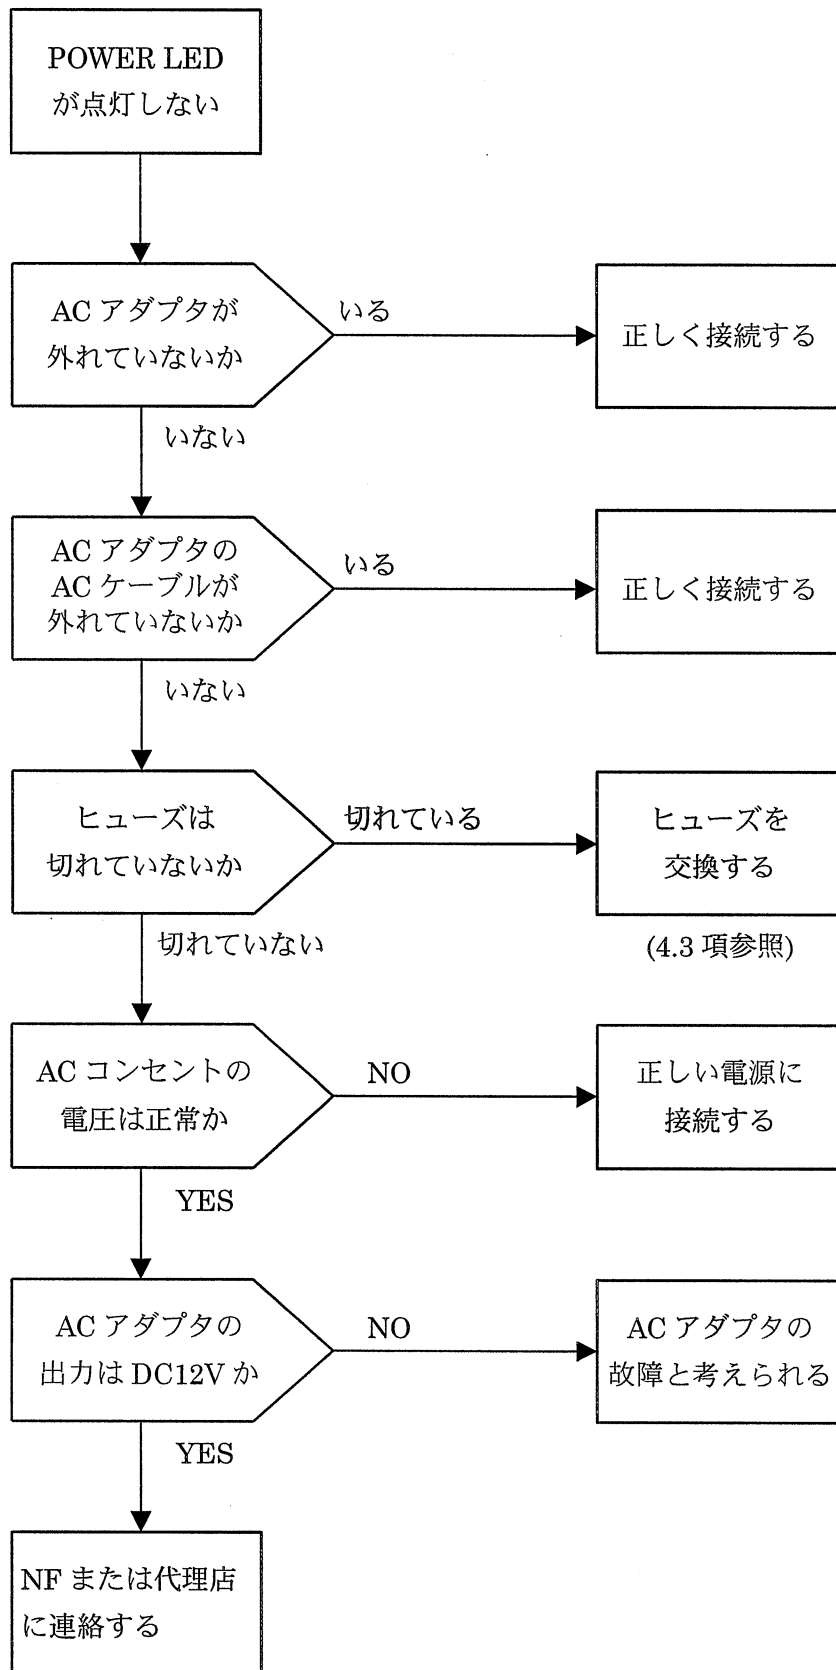 POWER LED
が点灯しない
AC アダプタが
外れていないか
いる
正しく接続する
いない
AC アダプタの
AC ケーブルが
外れていないか
いる
正しく接続する
いない
ヒューズは
切れていないか
切れている
ヒューズを
交換する
(4.3 項参照)
切れていない
AC コンセントの
電圧は正常か
NO
正しい電源に
接続する
YES
AC アダプタの
出力は DC12V か
NO
AC アダプタの
故障と考えられる
YES
NF または代理店
に連絡する